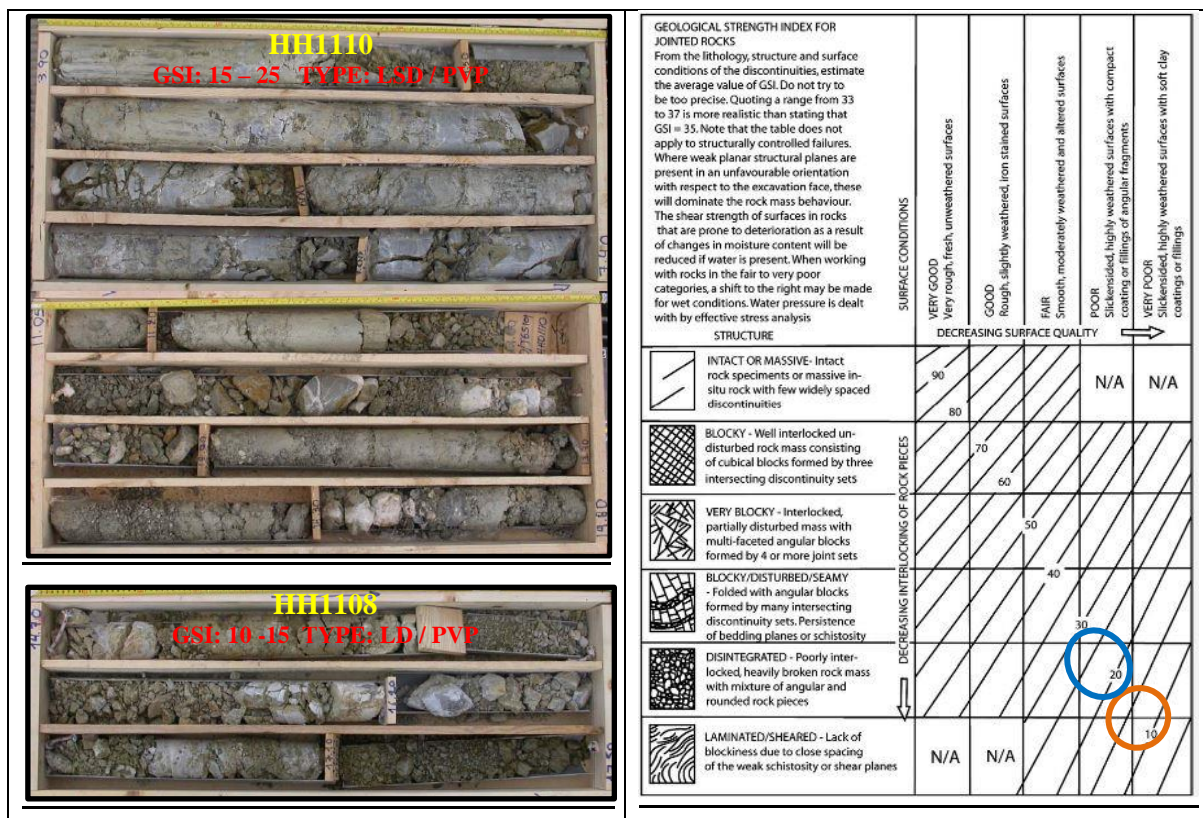 HH1110
GSI: 15 – 25 TYPE: LSD / PVP
3.90
7.40
11.05
HH1108
GSI: 10 -15 TYPE: LD / PVP
14.70
GEOLOGICAL STRENGTH INDEX FOR
JOINTED ROCKS
From the lithology, structure and surface
conditions of the discontinuities, estimate
the average value of GSI. Do not try to
be too precise. Quoting a range from 33
to 37 is more realistic than stating that
GSI = 35. Note that the table does not
apply to structurally controlled failures.
Where weak planar structural planes are
present in an unfavourable orientation
with respect to the excavation face, these
will dominate the rock mass behaviour.
The shear strength of surfaces in rocks
that are prone to deterioration as a result
of changes in moisture content will be
reduced if water is present. When working
with rocks in the fair to very poor
categories, a shift to the right may be made
for wet conditions. Water pressure is dealt
with by effective stress analysis
STRUCTURE
SURFACE CONDITIONS
VERY GOOD
Very rough, fresh, unweathered surfaces
GOOD
Rough, slightly weathered, iron stained surfaces
FAIR
Smooth, moderately weathered and altered surfaces
POOR
Slickensided, highly weathered surfaces with compact
coating or fillings of angular fragments
VERY POOR
Slickensided, highly weathered surfaces with soft clay
coatings or fillings
DECREASING SURFACE QUALITY
DECREASING INTERLOCKING OF ROCK PIECES
INTACT OR MASSIVE- Intact
rock speciments or massive in-
situ rock with few widely spaced
discontinuities
90
80
N/A
N/A
BLOCKY - Well interlocked un-
disturbed rock mass consisting
of cubical blocks formed by three
intersecting discontinuity sets
70
60
VERY BLOCKY - Interlocked,
partially disturbed mass with
multi-faceted angular blocks
formed by 4 or more joint sets
50
BLOCKY/DISTURBED/SEAMY
- Folded with angular blocks
formed by many intersecting
discontinuity sets. Persistence
of bedding planes or schistosity
40
30
DISINTEGRATED - Poorly inter-
locked, heavily broken rock mass
with mixture of angular and
rounded rock pieces
20
LAMINATED/SHEARED - Lack of
blockiness due to close spacing
of the weak schistosity or shear planes
N/A
N/A
10